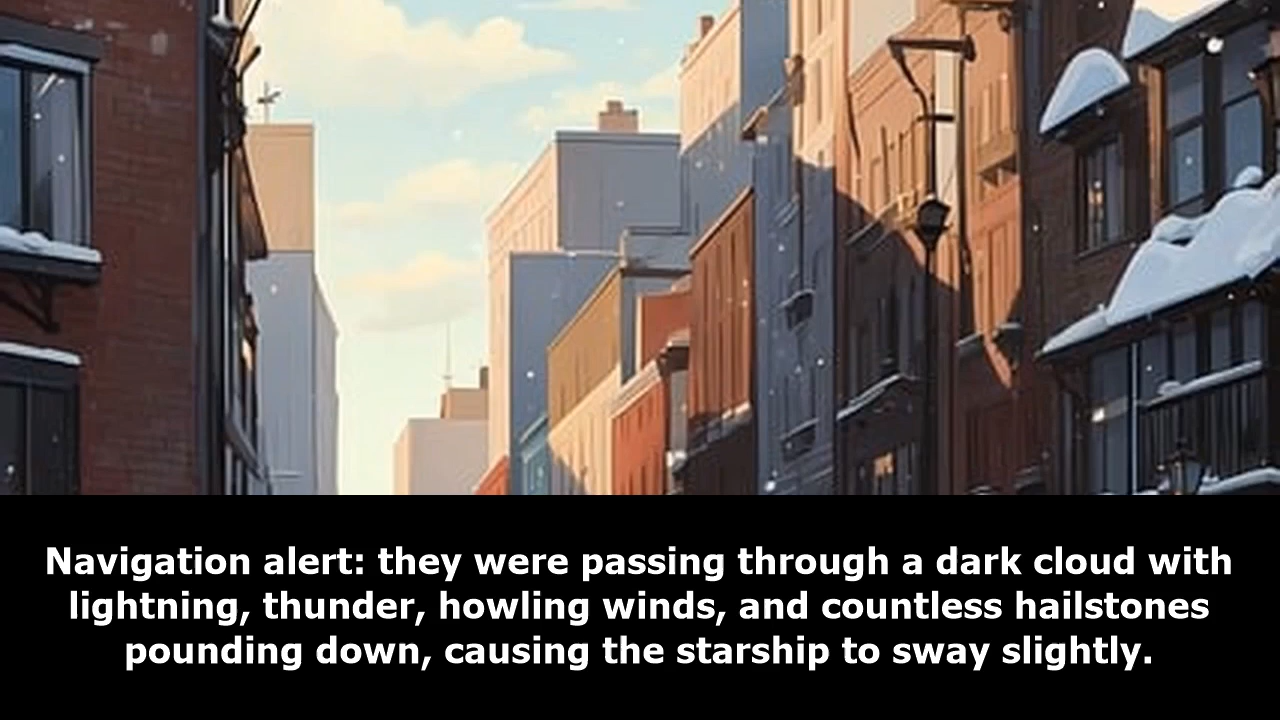 Navigation alert: they were passing through a dark cloud with
lightning, thunder, howling winds, and countless hailstones
pounding down, causing the starship to sway slightly.